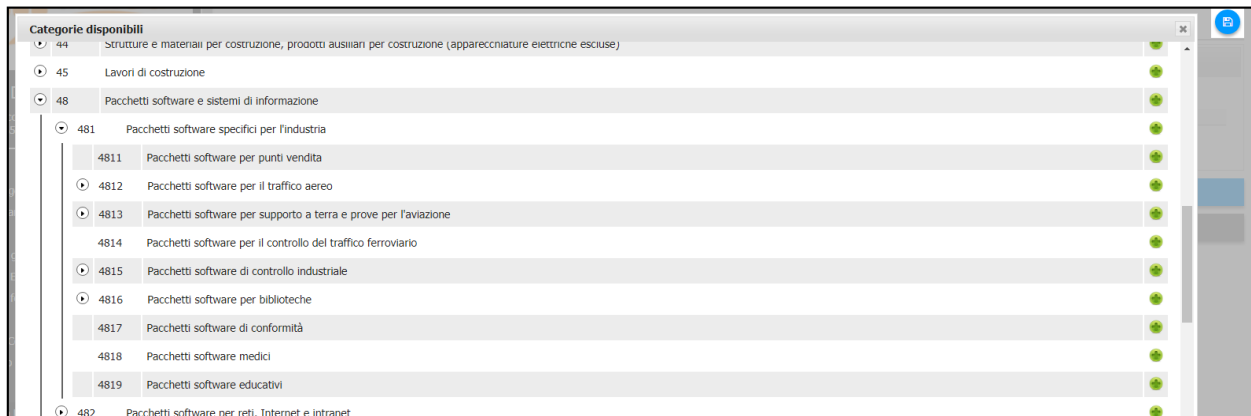 Categorie disponibili
44 Strutture e materiali per costruzione, prodotti ausiliari per costruzione (apparecchiature elettriche escluse)
45 Lavori di costruzione
48 Pacchetti software e sistemi di informazione
481 Pacchetti software specifici per l'industria
4811 Pacchetti software per punti vendita
4812 Pacchetti software per il traffico aereo
4813 Pacchetti software per supporto a terra e prove per l'aviazione
4814 Pacchetti software per il controllo del traffico ferroviario
4815 Pacchetti software di controllo industriale
4816 Pacchetti software per biblioteche
4817 Pacchetti software di conformità
4818 Pacchetti software medici
4819 Pacchetti software educativi
482 Pacchetti software per reti, Internet e intranet